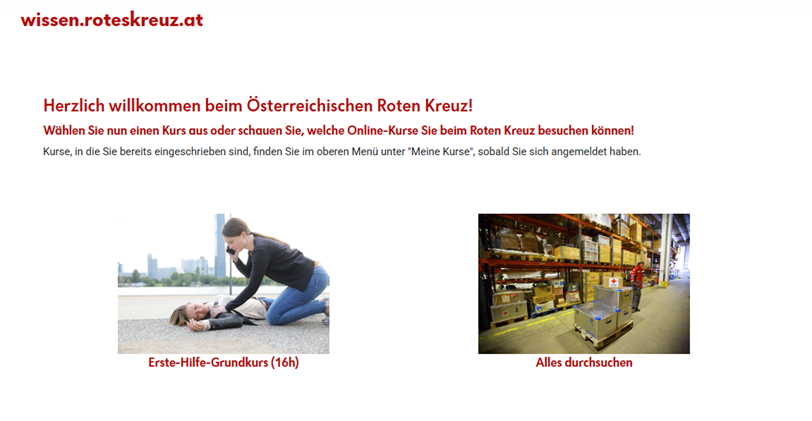 wissen.roteskreuz.at
Herzlich willkommen beim Österreichischen Roten Kreuz!
Wählen Sie nun einen Kurs aus oder schauen Sie, welche Online-Kurse Sie beim Roten Kreuz besuchen können!
Kurse, in die Sie bereits eingeschrieben sind, finden Sie im oberen Menü unter "Meine Kurse", sobald Sie sich angemeldet haben.
Erste-Hilfe-Grundkurs (16h)
Alles durchsuchen